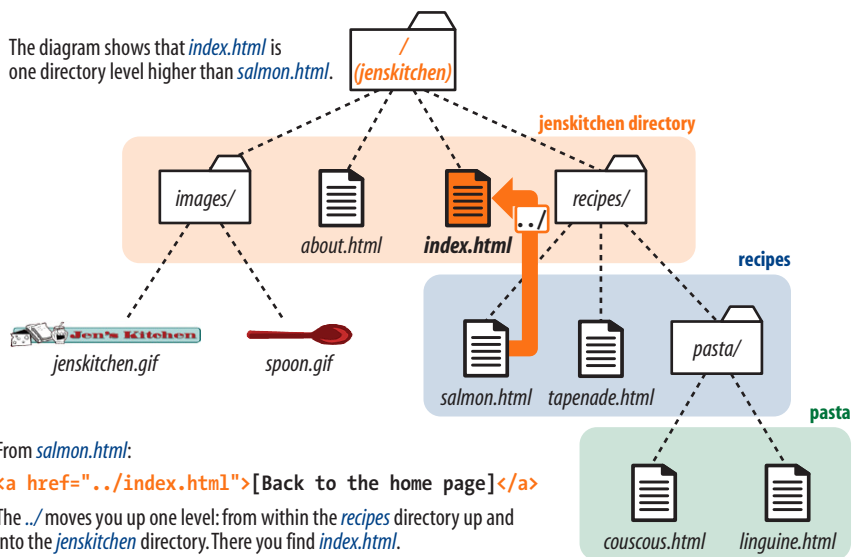 The diagram shows that index.html is
one directory level higher than salmon.html.
/
(jenskitchen)
jenskitchen directory
images/
about.html
index.html
../
recipes/
recipes
Jen's Kitchen
jenskitchen.gif
spoon.gif
salmon.html
tapenade.html
pasta/
pasta
From salmon.html:
<a href="../index.html">[Back to the home page]</a>
The ../ moves you up one level: from within the recipes directory up and
into the jenskitchen directory. There you find index.html.
couscous.html
linguine.html